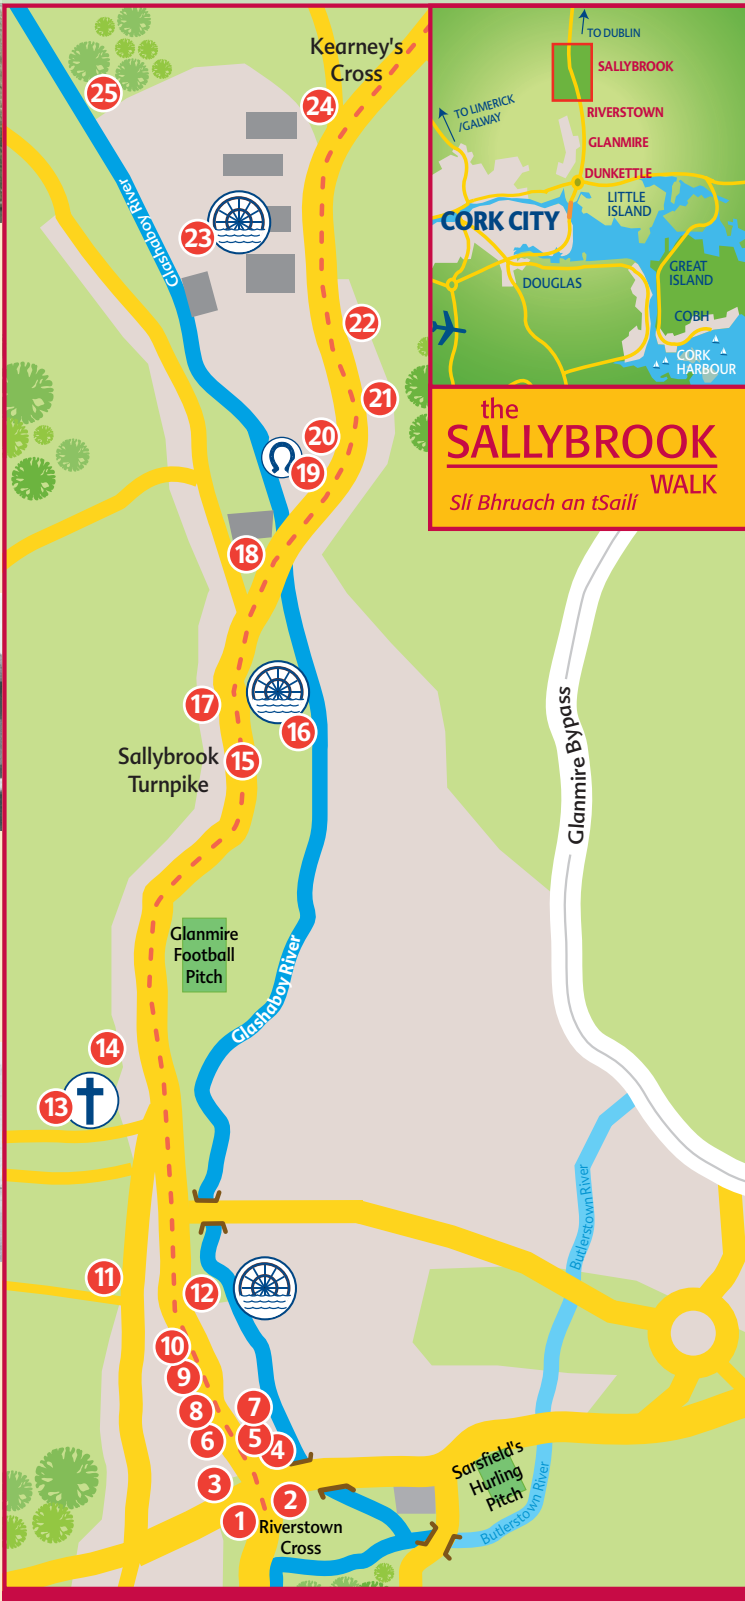 Kearney's
Cross
25
24
Glashaboy River
23
22
21
20
19
18
17
16
Sallybrook
Turnpike
15
Glanmire
Football
Pitch
Glashaboy River
14
13
11
12
10
9
8
7
6
5
4
3
2
1
Riverstown
Cross
Sarsfield's
Hurling
Pitch
Butlerstown River
Butlerstown River
Glanmire Bypass
TO DUBLIN
SALLYBROOK
TO LIMERICK
/GALWAY
RIVERSTOWN
GLANMIRE
DUNKETTLE
LITTLE
ISLAND
CORK CITY
GREAT
ISLAND
DOUGLAS
COBH
CORK
HARBOUR
the
SALLYBROOK
WALK
Slí Bhruach an tSailí